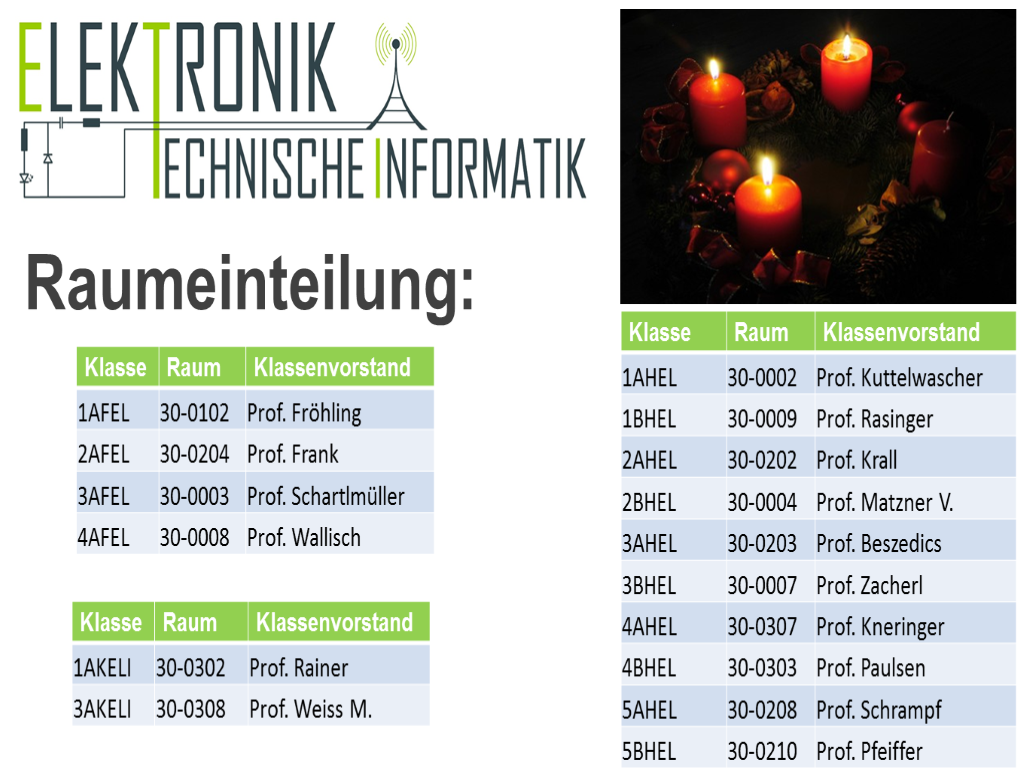 ELEKTRONIK
TECHNISCHE INFORMATIK
Raumeinteilung:
Klasse Raum Klassenvorstand
1AFEL 30-0102 Prof. Fröhling
2AFEL 30-0204 Prof. Frank
3AFEL 30-0003 Prof. Schartlmüller
4AFEL 30-0008 Prof. Wallisch
Klasse Raum Klassenvorstand
1AKELI 30-0302 Prof. Rainer
3AKELI 30-0308 Prof. Weiss M.
Klasse Raum Klassenvorstand
1AHEL 30-0002 Prof. Kuttelwascher
1BHEL 30-0009 Prof. Rasinger
2AHEL 30-0202 Prof. Krall
2BHEL 30-0004 Prof. Matzner V.
3AHEL 30-0203 Prof. Beszedics
3BHEL 30-0007 Prof. Zacherl
4AHEL 30-0307 Prof. Kneringer
4BHEL 30-0303 Prof. Paulsen
5AHEL 30-0208 Prof. Schrampf
5BHEL 30-0210 Prof. Pfeiffer